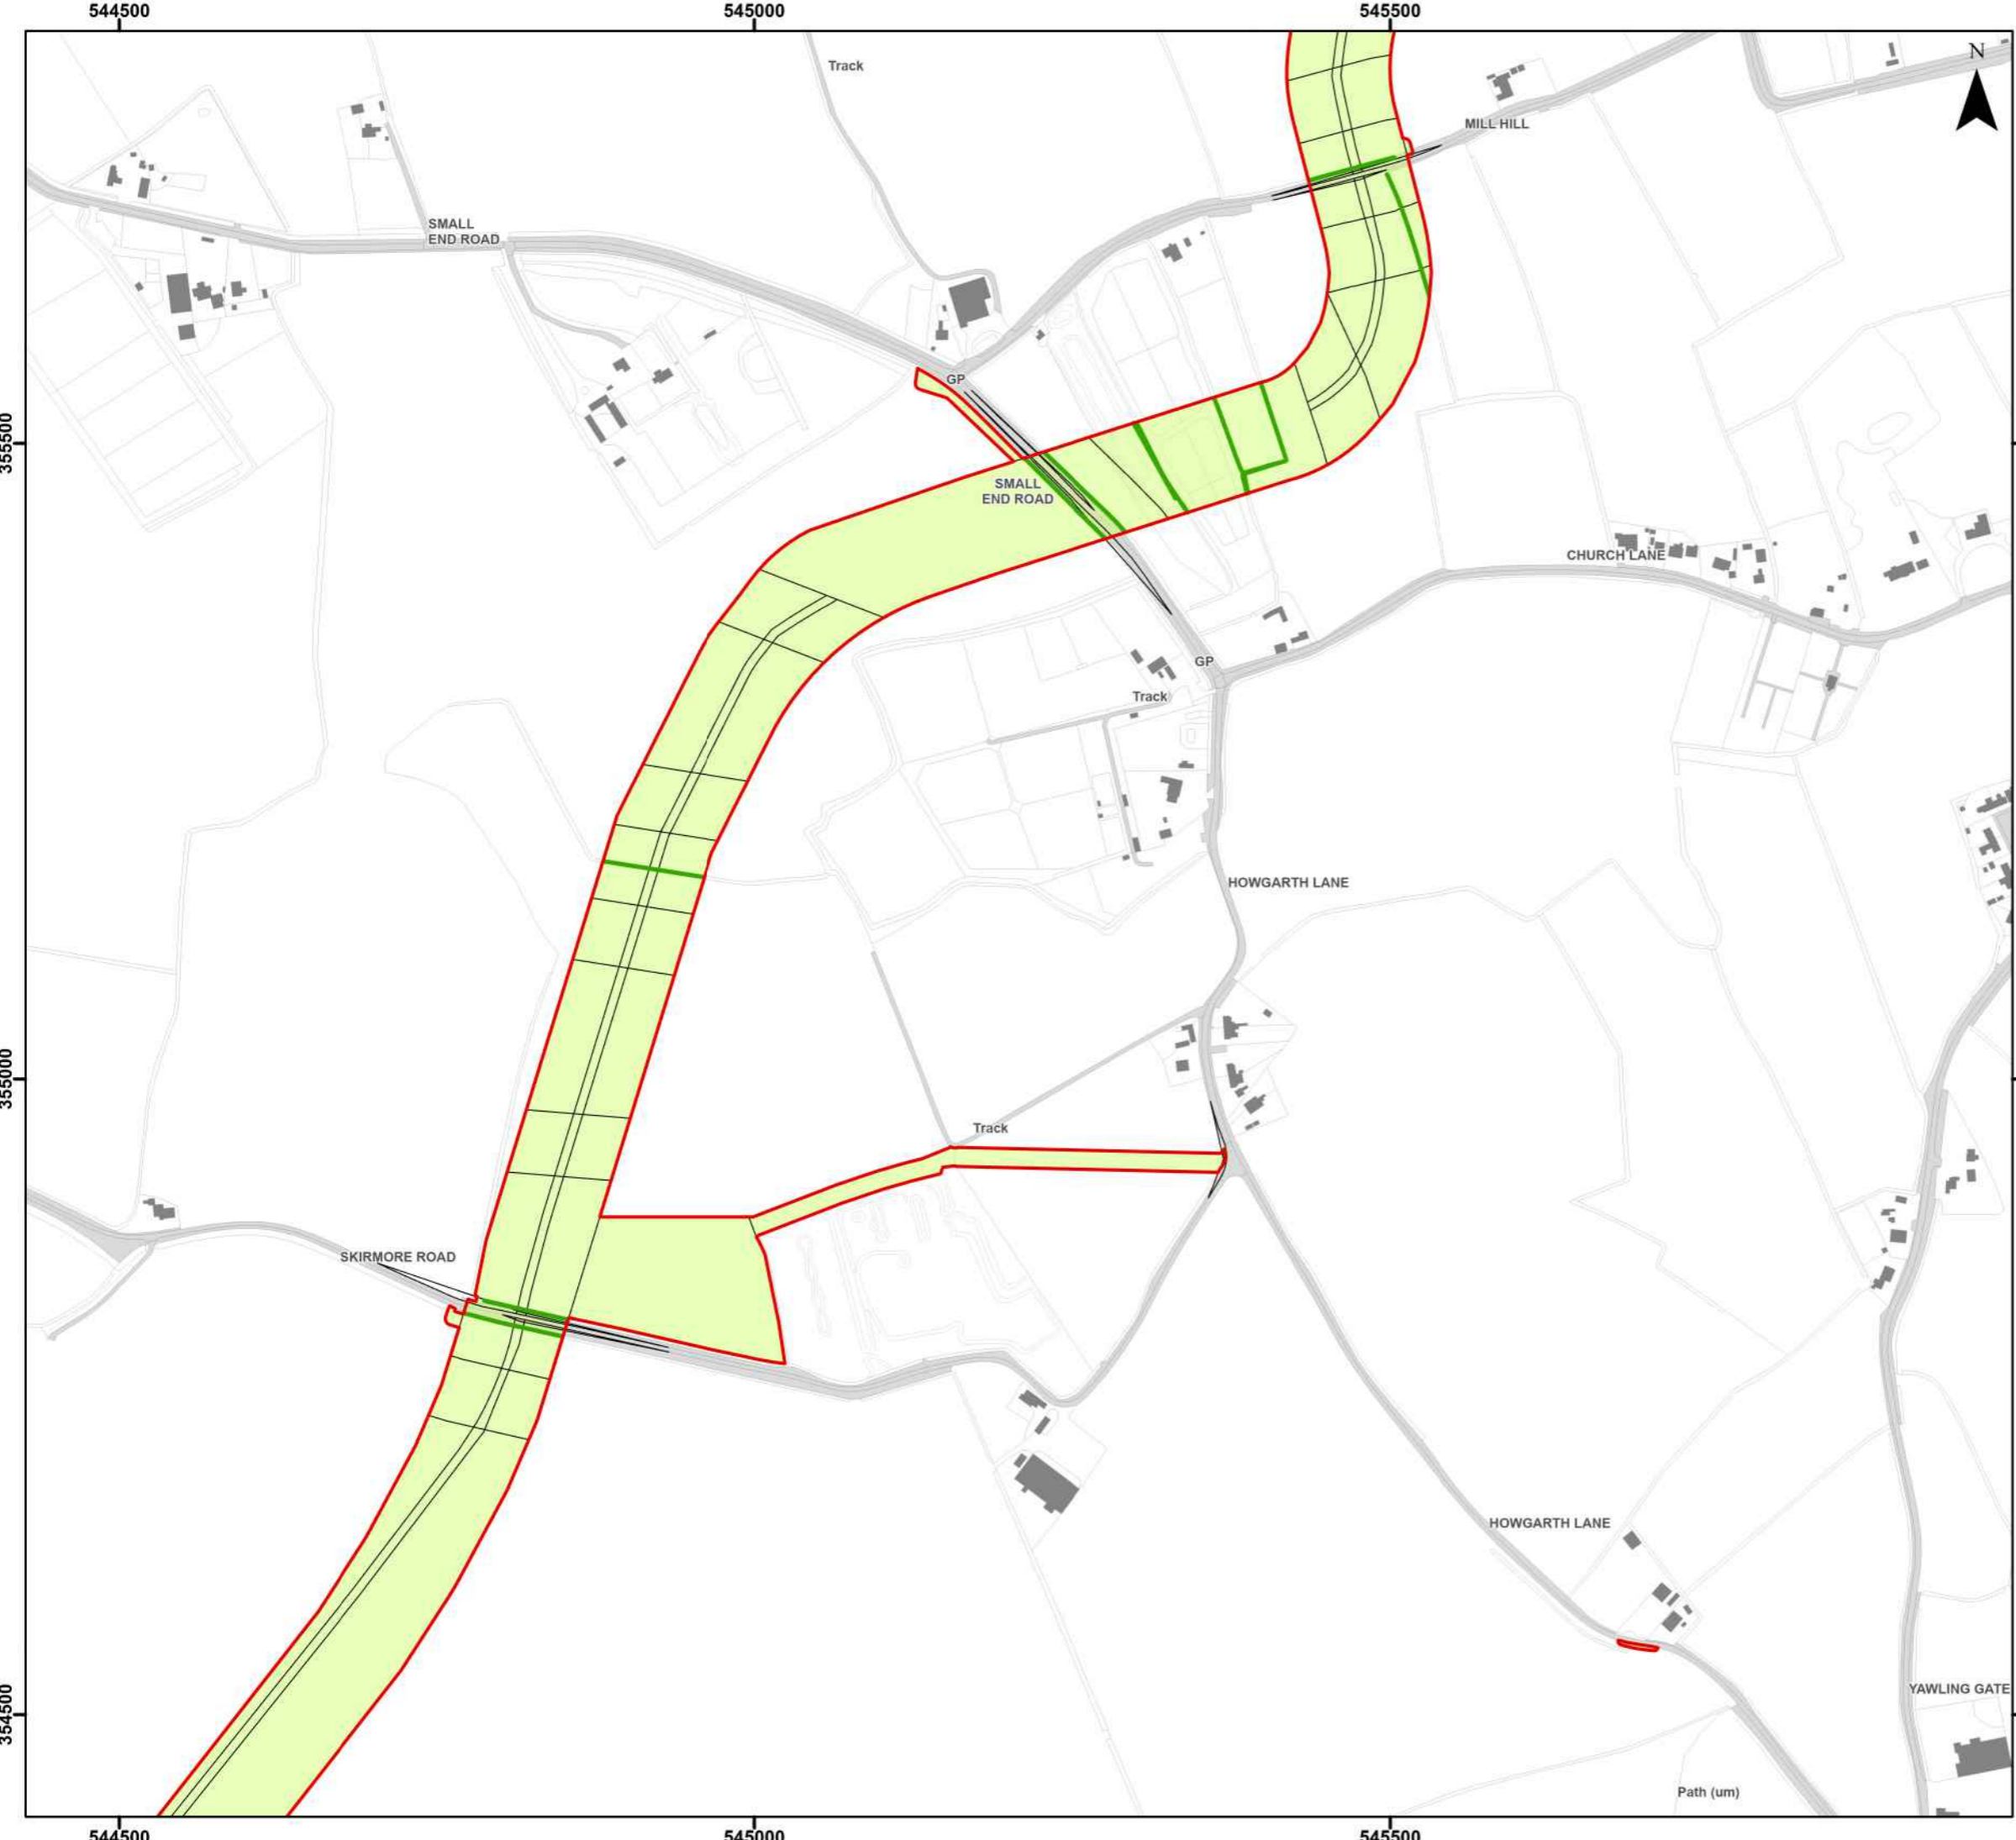 544500
545000
545500
N
Track
MILL HILL
SMALL
END ROAD
GP
355500
SMALL
END ROAD
CHURCH LANE
GP
Track
HOWGARTH LANE
355000
Track
SKIRMORE ROAD
HOWGARTH LANE
354500
YAWLING GATE
Path (um)
544500
545000
545500